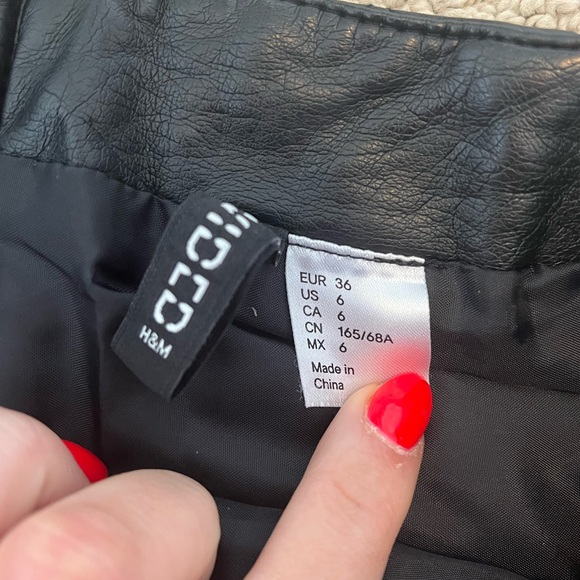 H&M
EUR 36
US 6
CA 6
CN 165/68A
MX 6
Made in
China